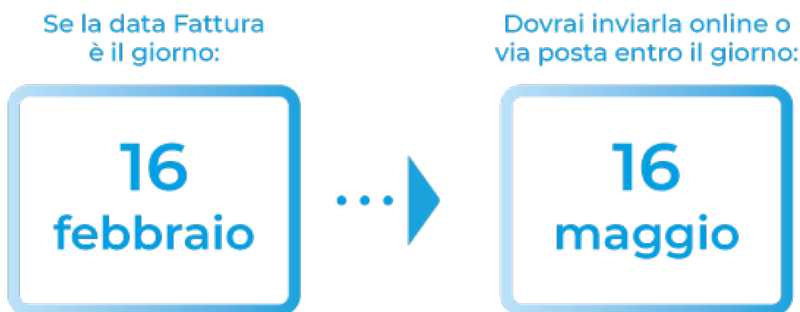 Se la data Fattura
è il giorno:
16
febbraio
Dovrai inviarla online o
via posta entro il giorno:
16
maggio